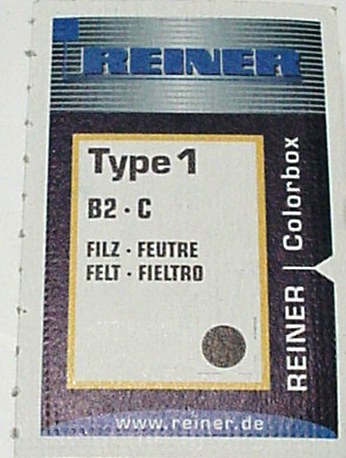 REINER
Type 1
B2 · C
FILZ · FEUTRE
FELT · FIELTRO
REINER | Colorbox
www.reiner.de